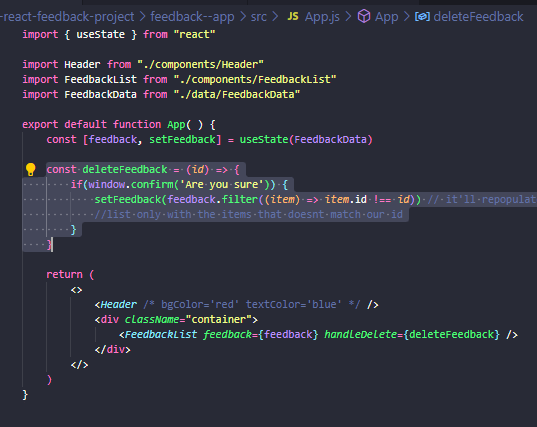 -react-feedback-project > feedback--app > src > JS App.js > App > deleteFeedback
import { useState } from "react"
import Header from "./components/Header"
import FeedbackList from "./components/FeedbackList"
import FeedbackData from "./data/FeedbackData"
export default function App( ) {
const [feedback, setFeedback] = useState(FeedbackData)
const deleteFeedback = (id) => {
if(window.confirm('Are you sure')) {
setFeedback(feedback.filter((item) => item.id !== id)) // it'll repopulat
//list only with the items that doesnt match our id
}
}
return (
<>
<Header /* bgColor='red' textColor='blue' */ />
<div className="container">
<FeedbackList feedback={feedback} handleDelete={deleteFeedback} />
</div>
</>
)
}